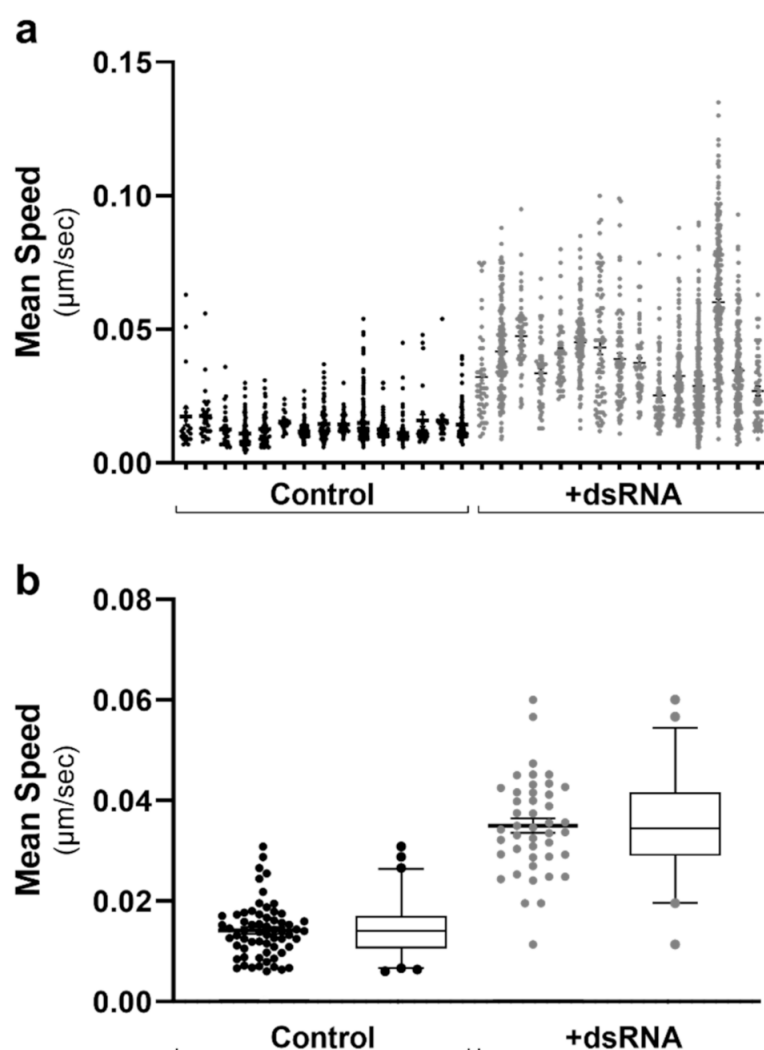 a
0.15
0.10
0.05
0.00
Mean Speed
(µm/sec)
Control
+dsRNA
b
0.08
0.06
0.04
0.02
0.00
Mean Speed
(µm/sec)
Control
+dsRNA